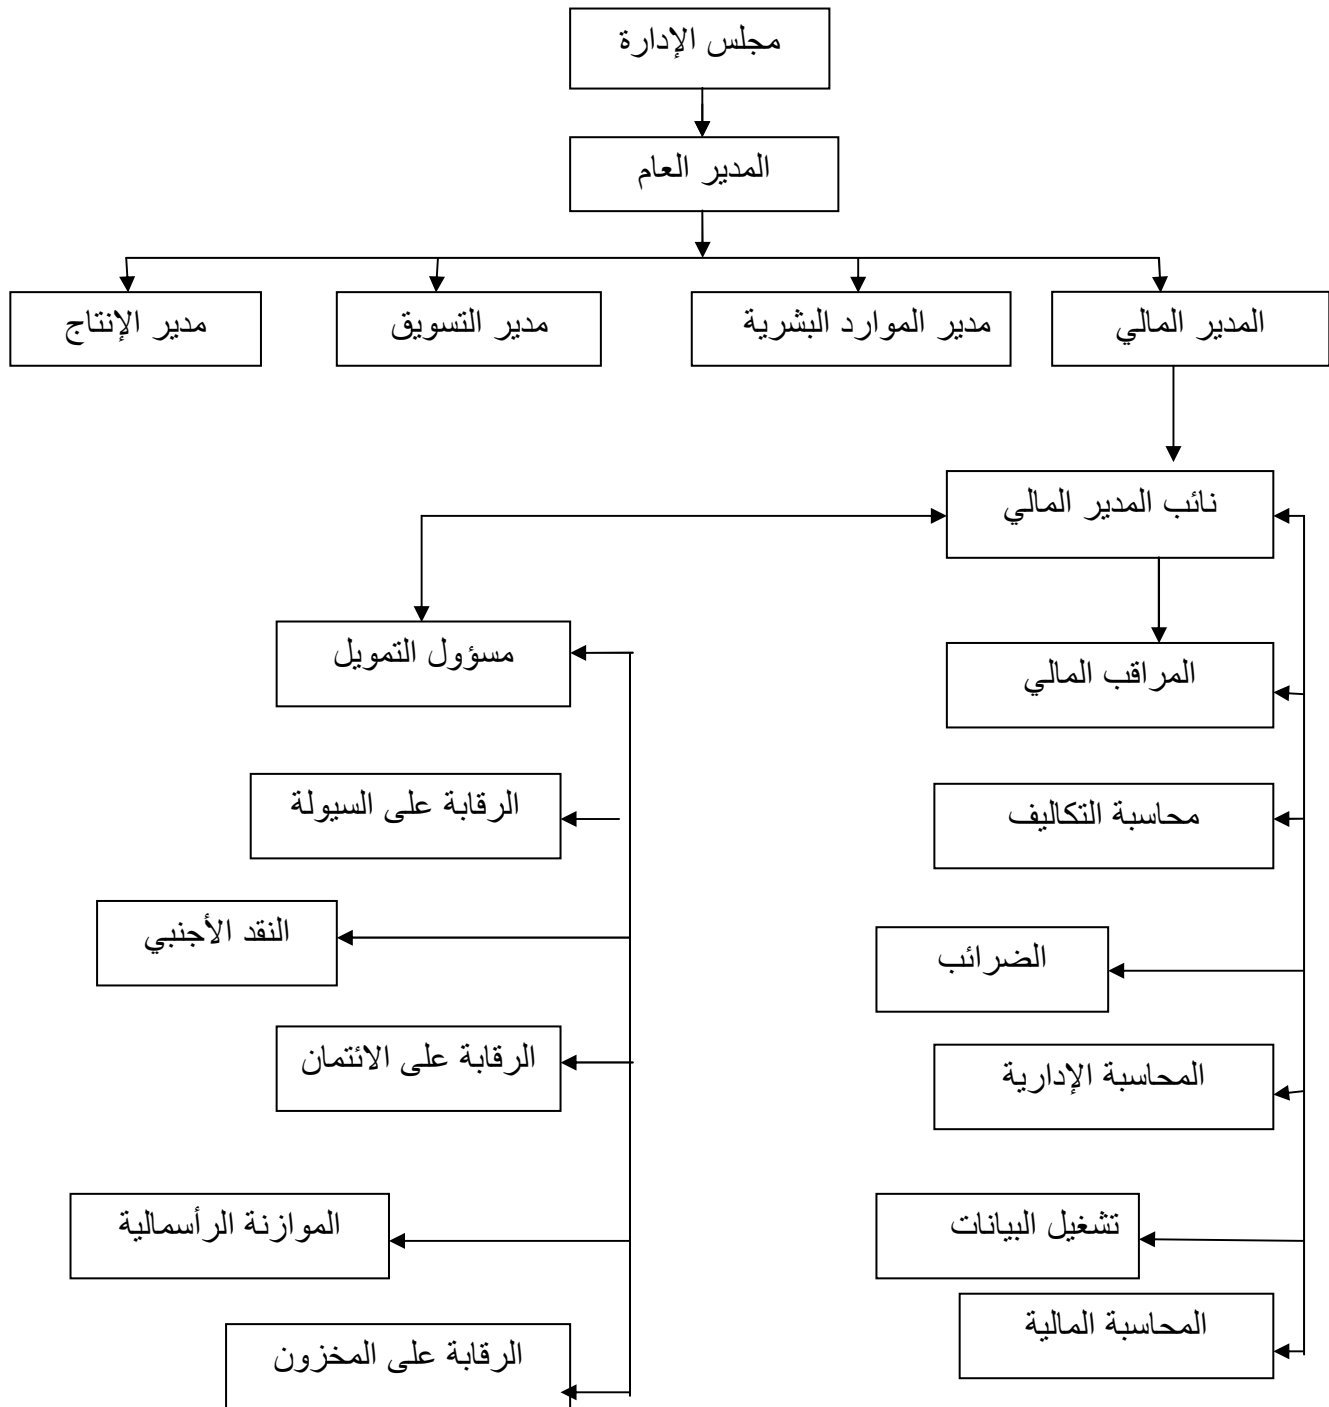 مجلس الإدارة
المدير العام
المدير المالي
مدير الموارد البشرية
مدير التسويق
مدير الإنتاج
نائب المدير المالي
مسؤول التمويل
المراقب المالي
الرقابة على السيولة
محاسبة التكاليف
النقد الأجنبي
الضرائب
الرقابة على الائتمان
المحاسبة الإدارية
الموازنة الرأسمالية
تشغيل البيانات
المحاسبة المالية
الرقابة على المخزون